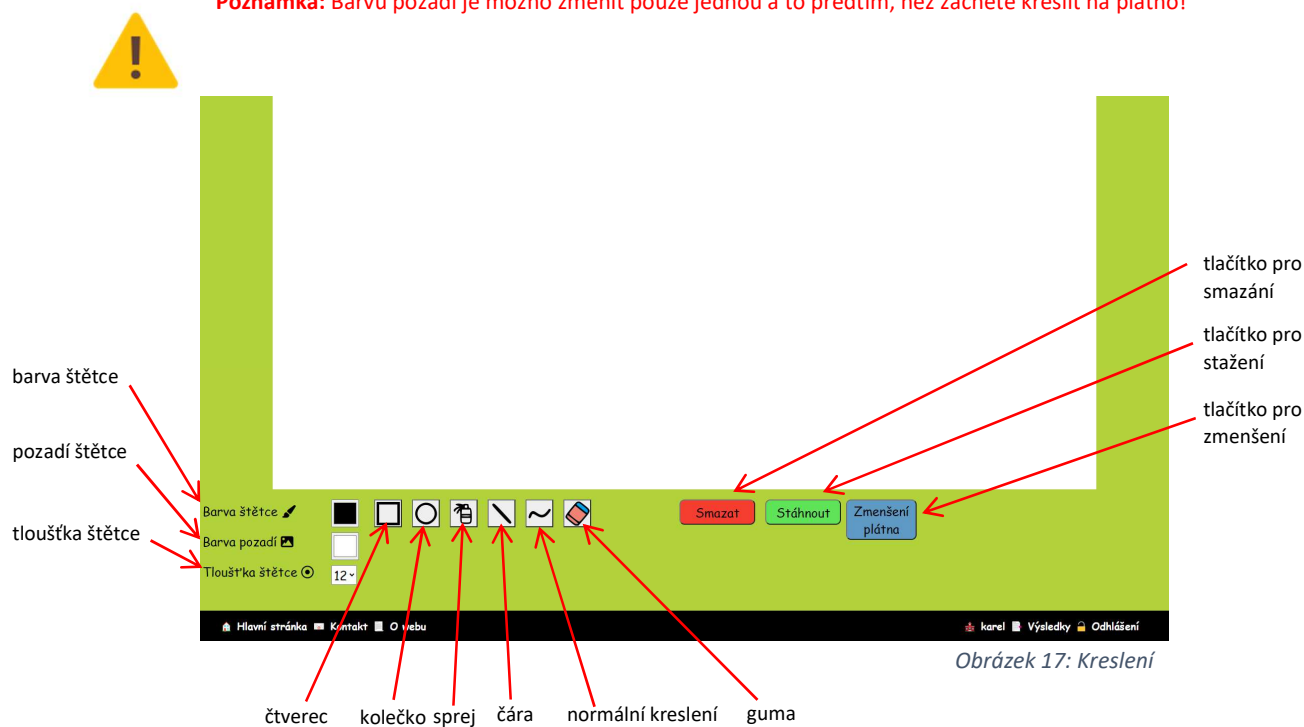 Poznámka: Barvu pozadí je možno změnit pouze jednou a to předtím, než začnete kreslit na plátno!
tlačítko pro
smazání
tlačítko pro
stažení
barva štětce
tlačítko pro
zmenšení
pozadí štětce
tloušťka štětce
Barva štětce
Smazat
Stáhnout
Zmenšení
plátna
Barva pozadí
Tloušťka štětce
12
Hlavní stránka Kontakt O webu
karel Výsledky Odhlášení
Obrázek 17: Kreslení
čtverec kolečko sprej čára normální kreslení guma